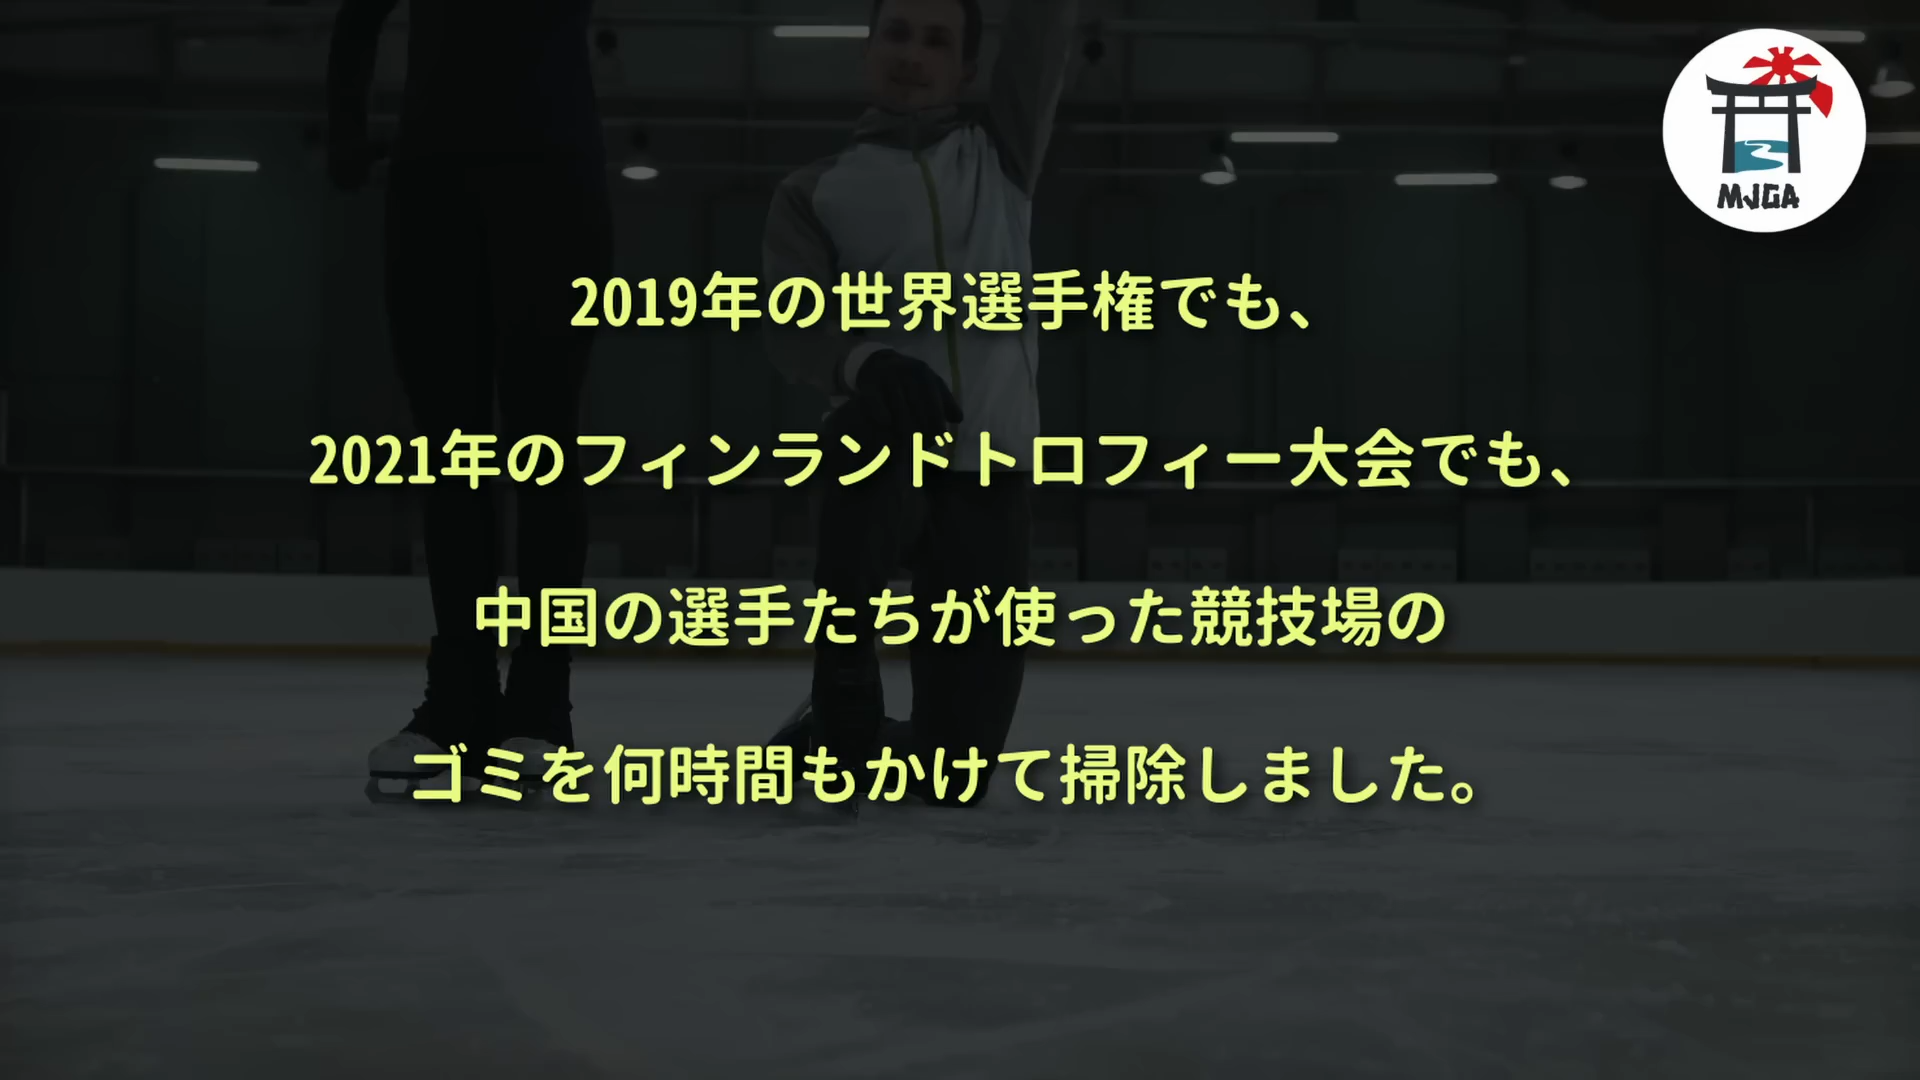 MJGA
2019年の世界選手権でも、
2021年のフィンランドトロフィー大会でも、
中国の選手たちが使った競技場の
ゴミを何時間もかけて掃除しました。